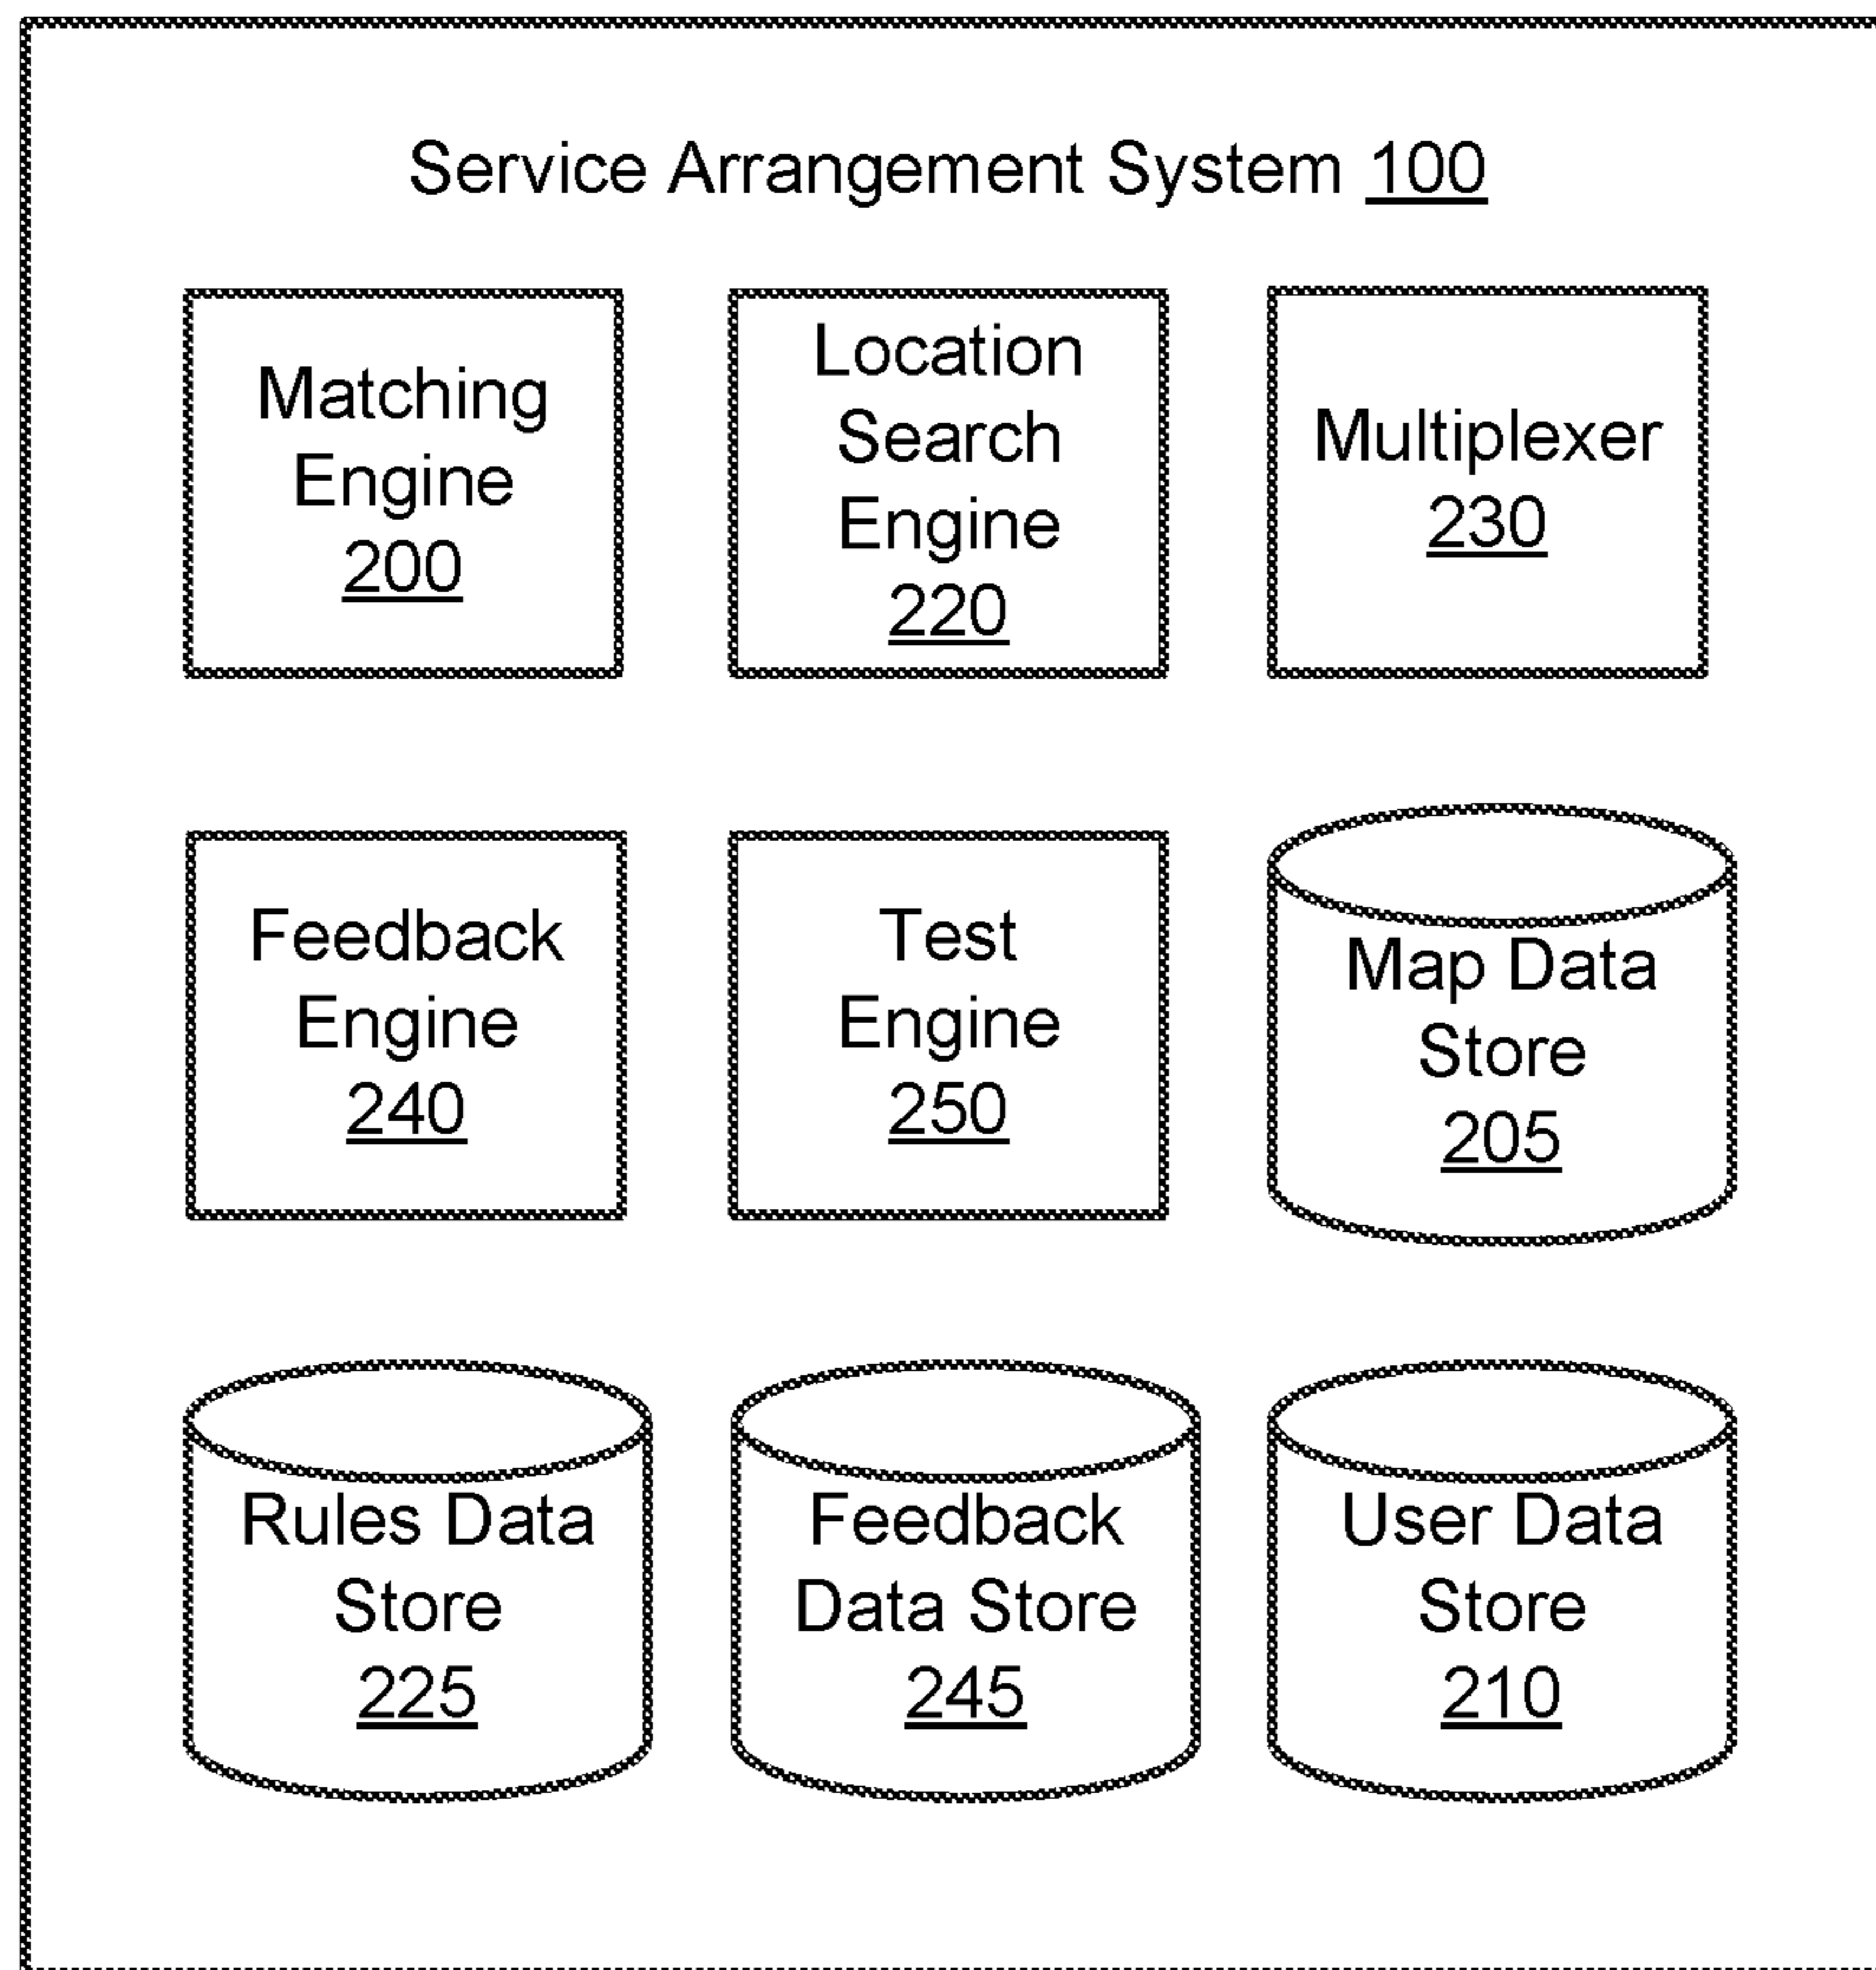 Service Arrangement System 100
Matching
Engine
200
Location
Search
Engine
220
Multiplexer
230
Feedback
Engine
240
Test
Engine
250
Map Data
Store
205
Rules Data
Store
225
Feedback
Data Store
245
User Data
Store
210